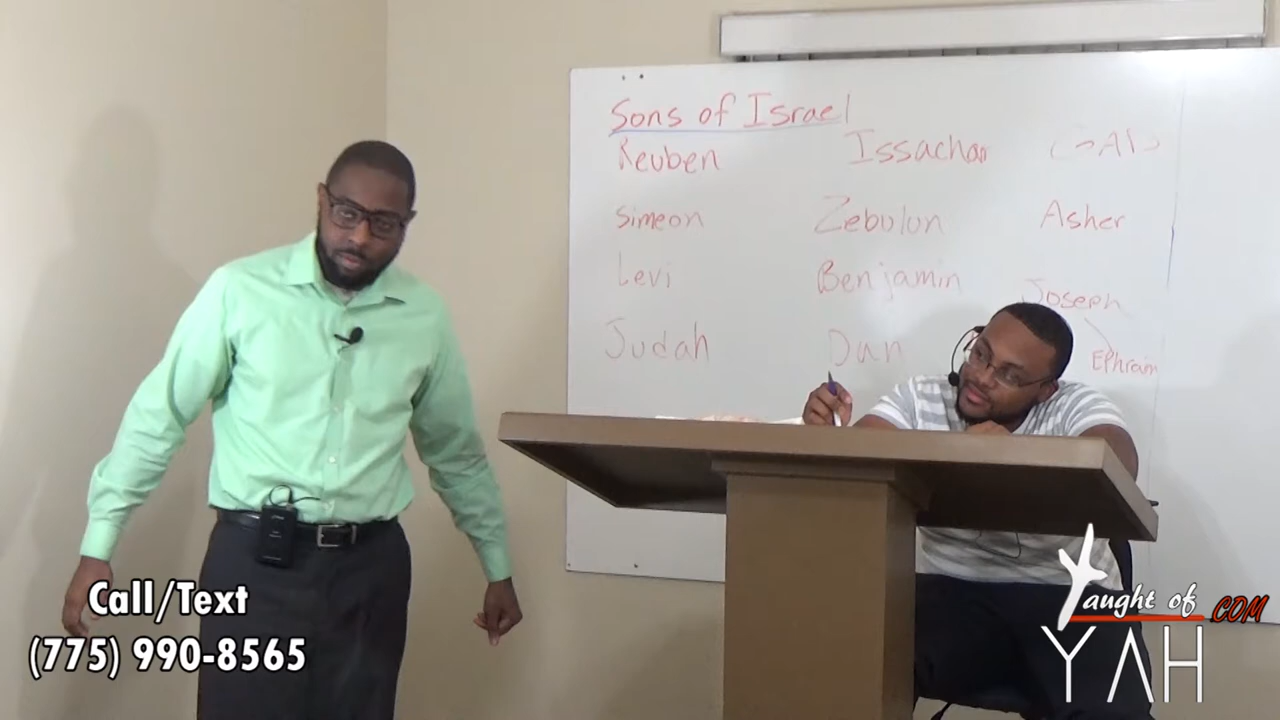 Sons of Israel
Reuben Issachar GAD
Simeon Zebulon Asher
Levi Benjamin Joseph
Judah Dan Ephraim
Call/Text
(775) 990-8565
Taught of .COM
YAH